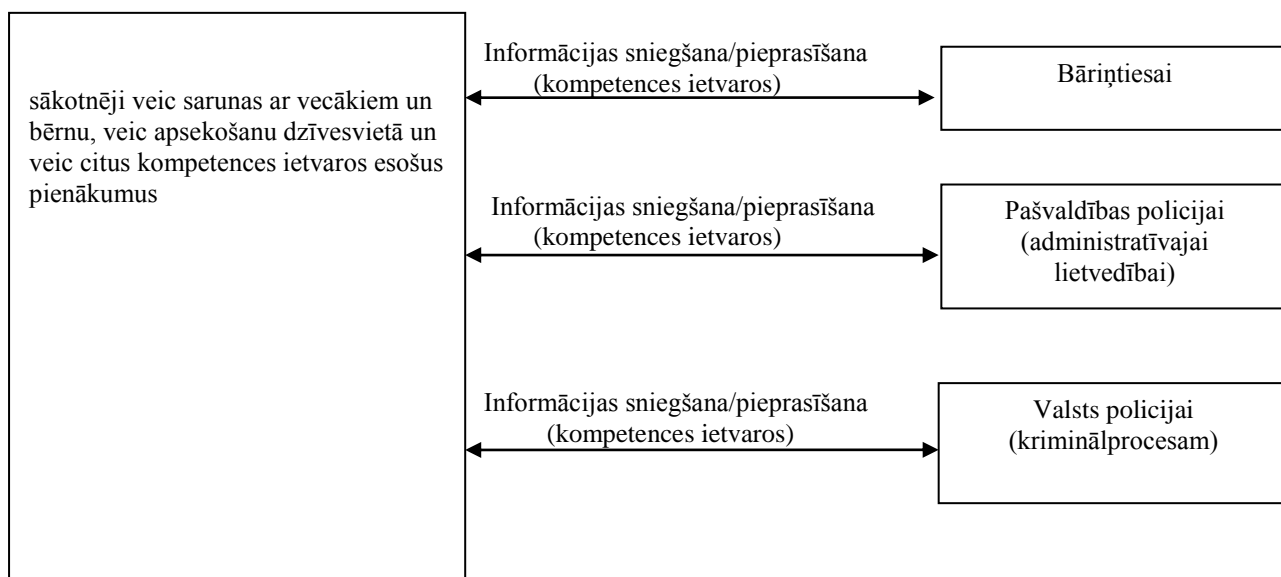 sākotnēji veic sarunas ar vecākiem un
bērnu, veic apsekošanu dzīvesvietā un
veic citus kompetences ietvaros esošus
pienākumus
Informācijas sniegšana/pieprasīšana
(kompetences ietvaros)
Bāriņtiesai
Informācijas sniegšana/pieprasīšana
(kompetences ietvaros)
Pašvaldības policijai
(administratīvajai
lietvedībai)
Informācijas sniegšana/pieprasīšana
(kompetences ietvaros)
Valsts policijai
(kriminālprocesam)